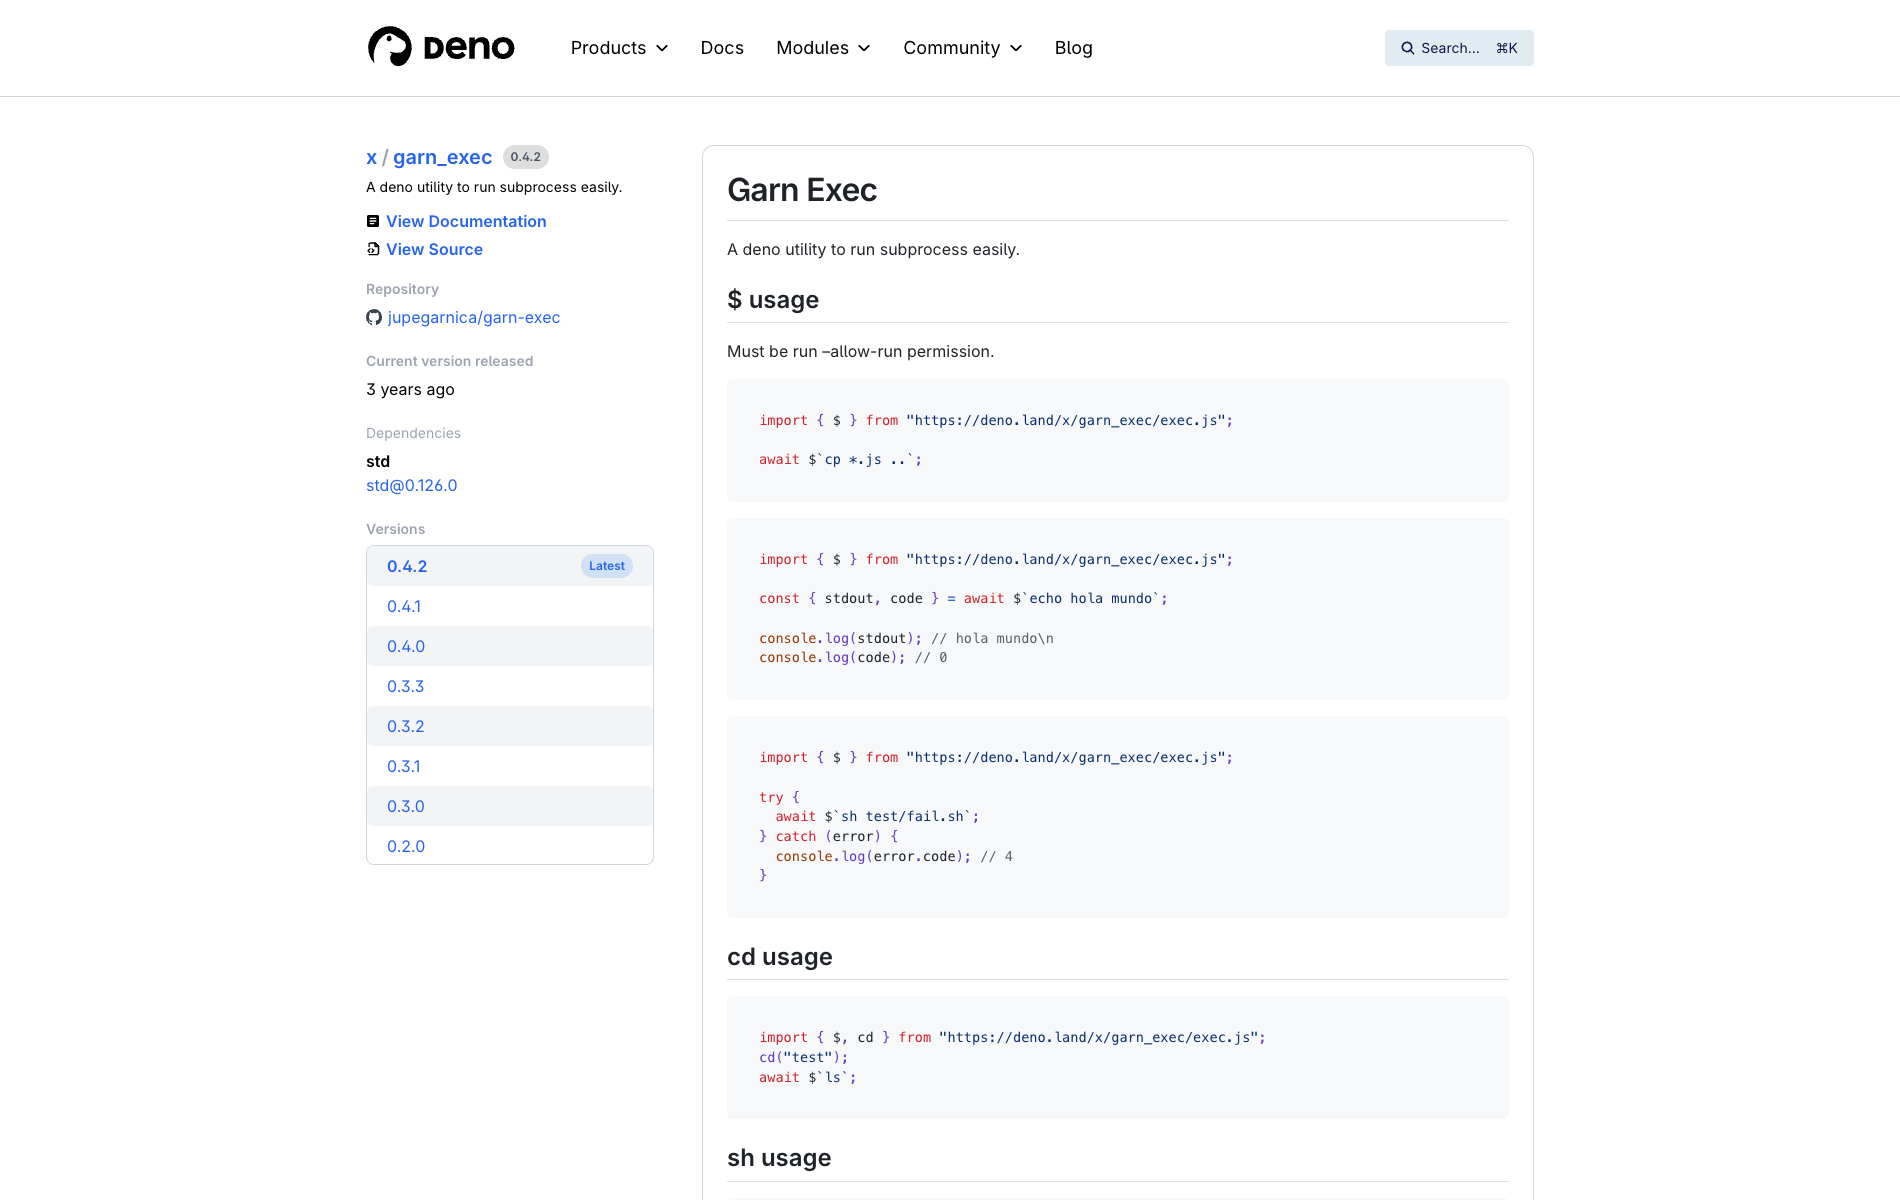 DENO
Products
Docs
Modules
Community
Blog
Search... ⌘K
x / garn_exec 0.4.2
A deno utility to run subprocess easily.
View Documentation
View Source
Repository
jupegarnica/garn-exec
Current version released
3 years ago
Dependencies
std
std@0.126.0
Versions
0.4.2 Latest
0.4.1
0.4.0
0.3.3
0.3.2
0.3.1
0.3.0
0.2.0
Garn Exec
A deno utility to run subprocess easily.
$ usage
Must be run –allow-run permission.
import { $ } from "https://deno.land/x/garn_exec/exec.js";
await $`cp *.js ..`;
import { $ } from "https://deno.land/x/garn_exec/exec.js";
const { stdout, code } = await $`echo hola mundo`;
console.log(stdout); // hola mundo\n
console.log(code); // 0
import { $ } from "https://deno.land/x/garn_exec/exec.js";
try {
  await $`sh test/fail.sh`;
} catch (error) {
  console.log(error.code); // 4
}
cd usage
import { $, cd } from "https://deno.land/x/garn_exec/exec.js";
cd("test");
await $`ls`;
sh usage